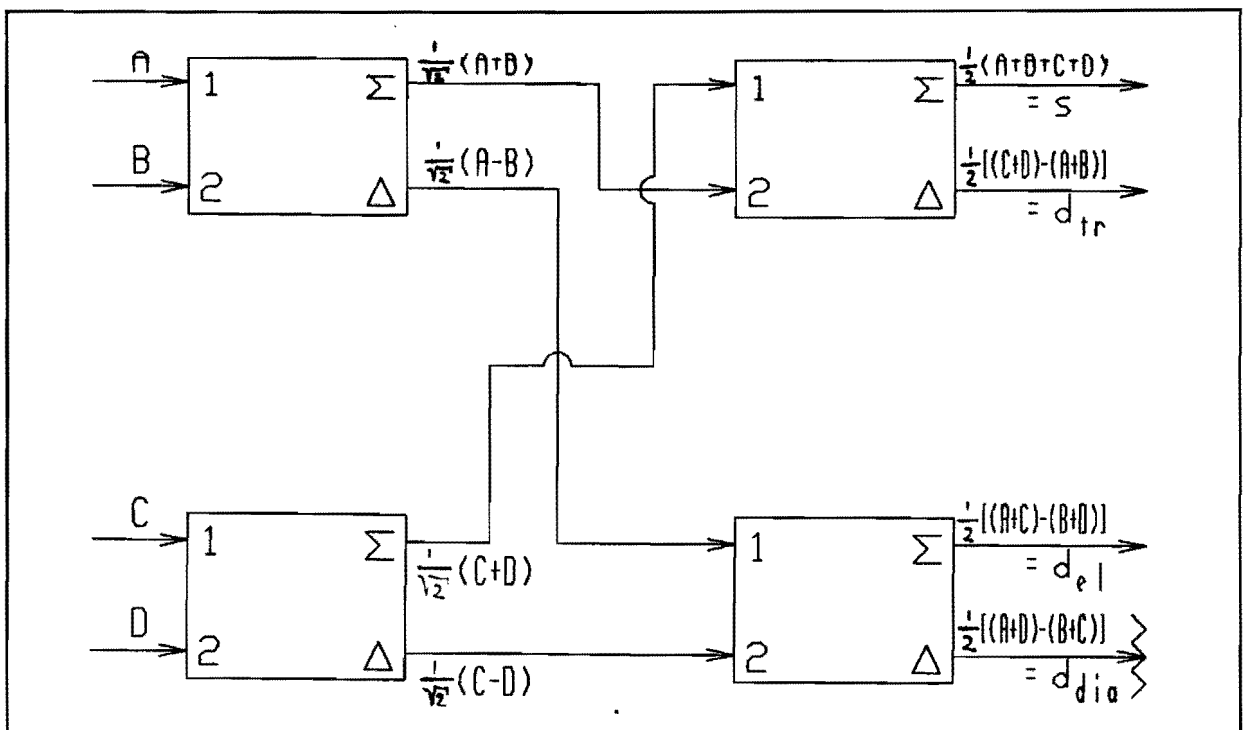 A
1
Σ
1/√2 (A+B)
B
2
Δ
1/√2 (A-B)
1
Σ
1/2 (A+B+C+D)
= s
2
Δ
1/2 [(C+D)-(A+B)]
= d_tr
C
1
Σ
1/√2 (C+D)
D
2
Δ
1/√2 (C-D)
1
Σ
1/2 [(A+C)-(B+D)]
= d_el
2
Δ
1/2 [(A+D)-(B+C)]
= d_dia